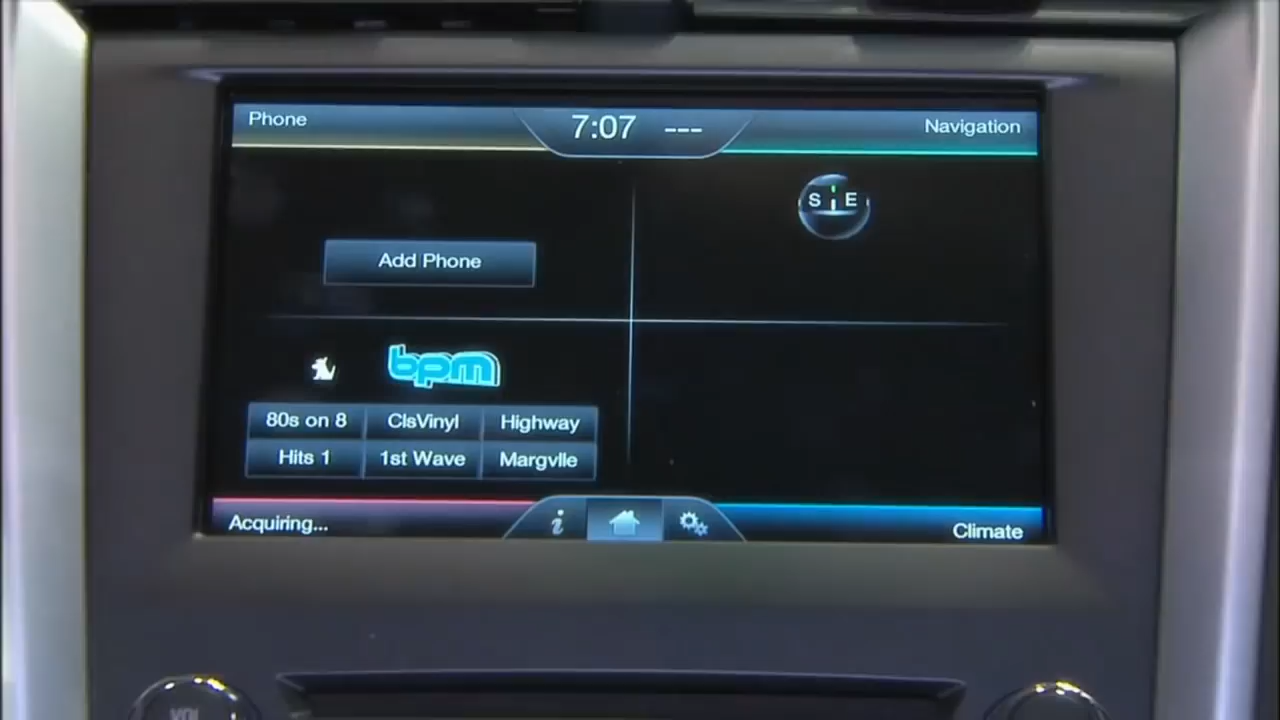 Phone
7:07 ---
Navigation
S E
Add Phone
bpm
80s on 8 ClsVinyl Highway
Hits 1 1st Wave Margvlle
Acquiring...
i
Climate
VOL